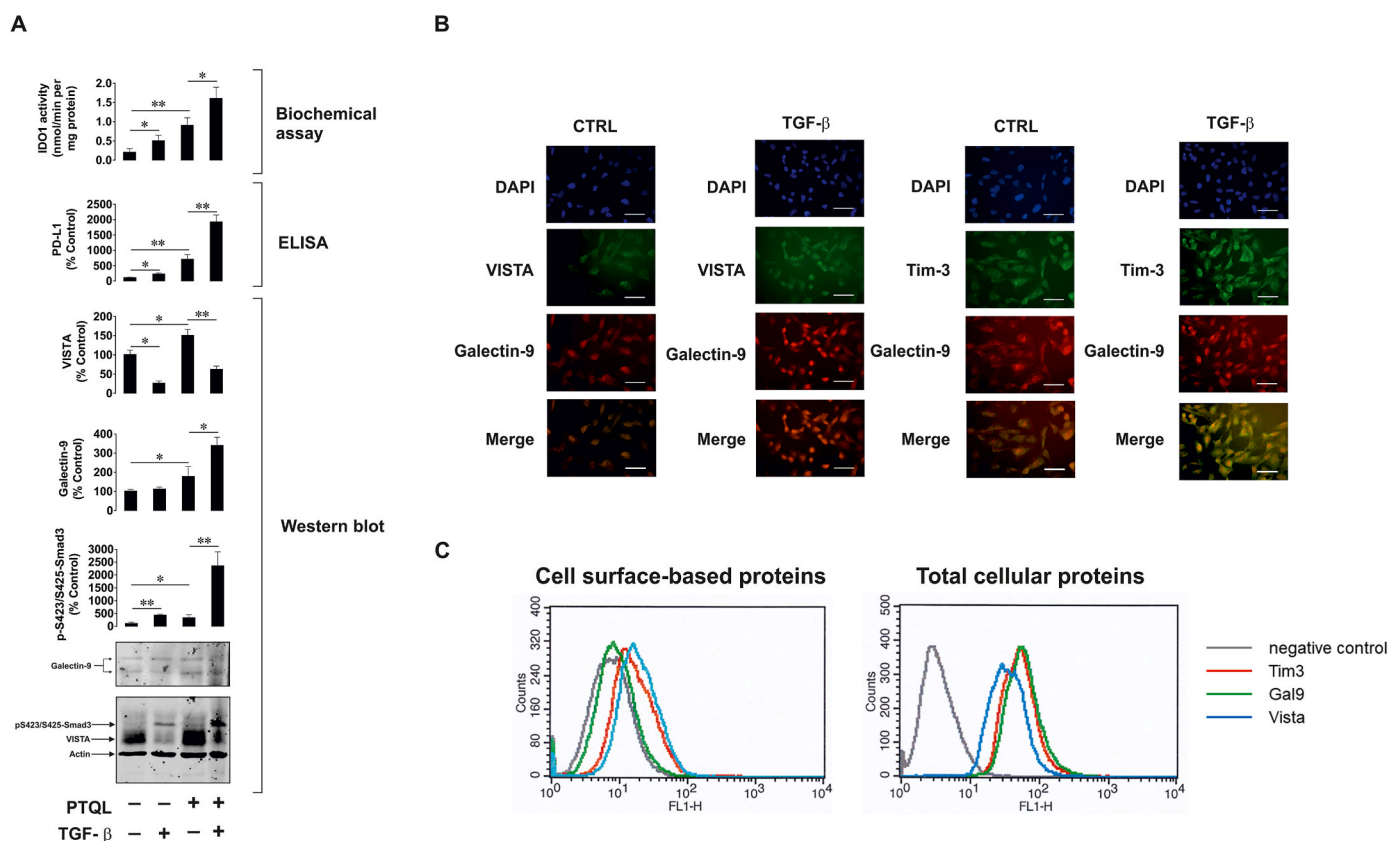 A
IDO1 activity
(nmol/min per
mg protein)
2.0
1.5
1.0
0.5
0.0
*
**
*
Biochemical
assay
PD-L1
(% Control)
2500
2000
1500
1000
500
0
*
**
**
ELISA
VISTA
(% Control)
200
150
100
50
0
*
*
**
Galectin-9
(% Control)
400
300
200
100
0
*
*
p-S423/S425-Smad3
(% Control)
3000
2500
2000
1500
1000
500
0
**
*
**
Western blot
Galectin-9
pS423/S425-Smad3
VISTA
Actin
PTQL − − + +
TGF- β − + − +
B
CTRL TGF-β CTRL TGF-β
DAPI DAPI DAPI DAPI
VISTA VISTA Tim-3 Tim-3
Galectin-9 Galectin-9 Galectin-9 Galectin-9
Merge Merge Merge Merge
C
Cell surface-based proteins
Counts
400
320
240
160
80
0
10⁰ 10¹ 10² 10³ 10⁴
FL1-H
Total cellular proteins
Counts
500
400
300
200
100
0
10⁰ 10¹ 10² 10³ 10⁴
FL1-H
negative control
Tim3
Gal9
Vista